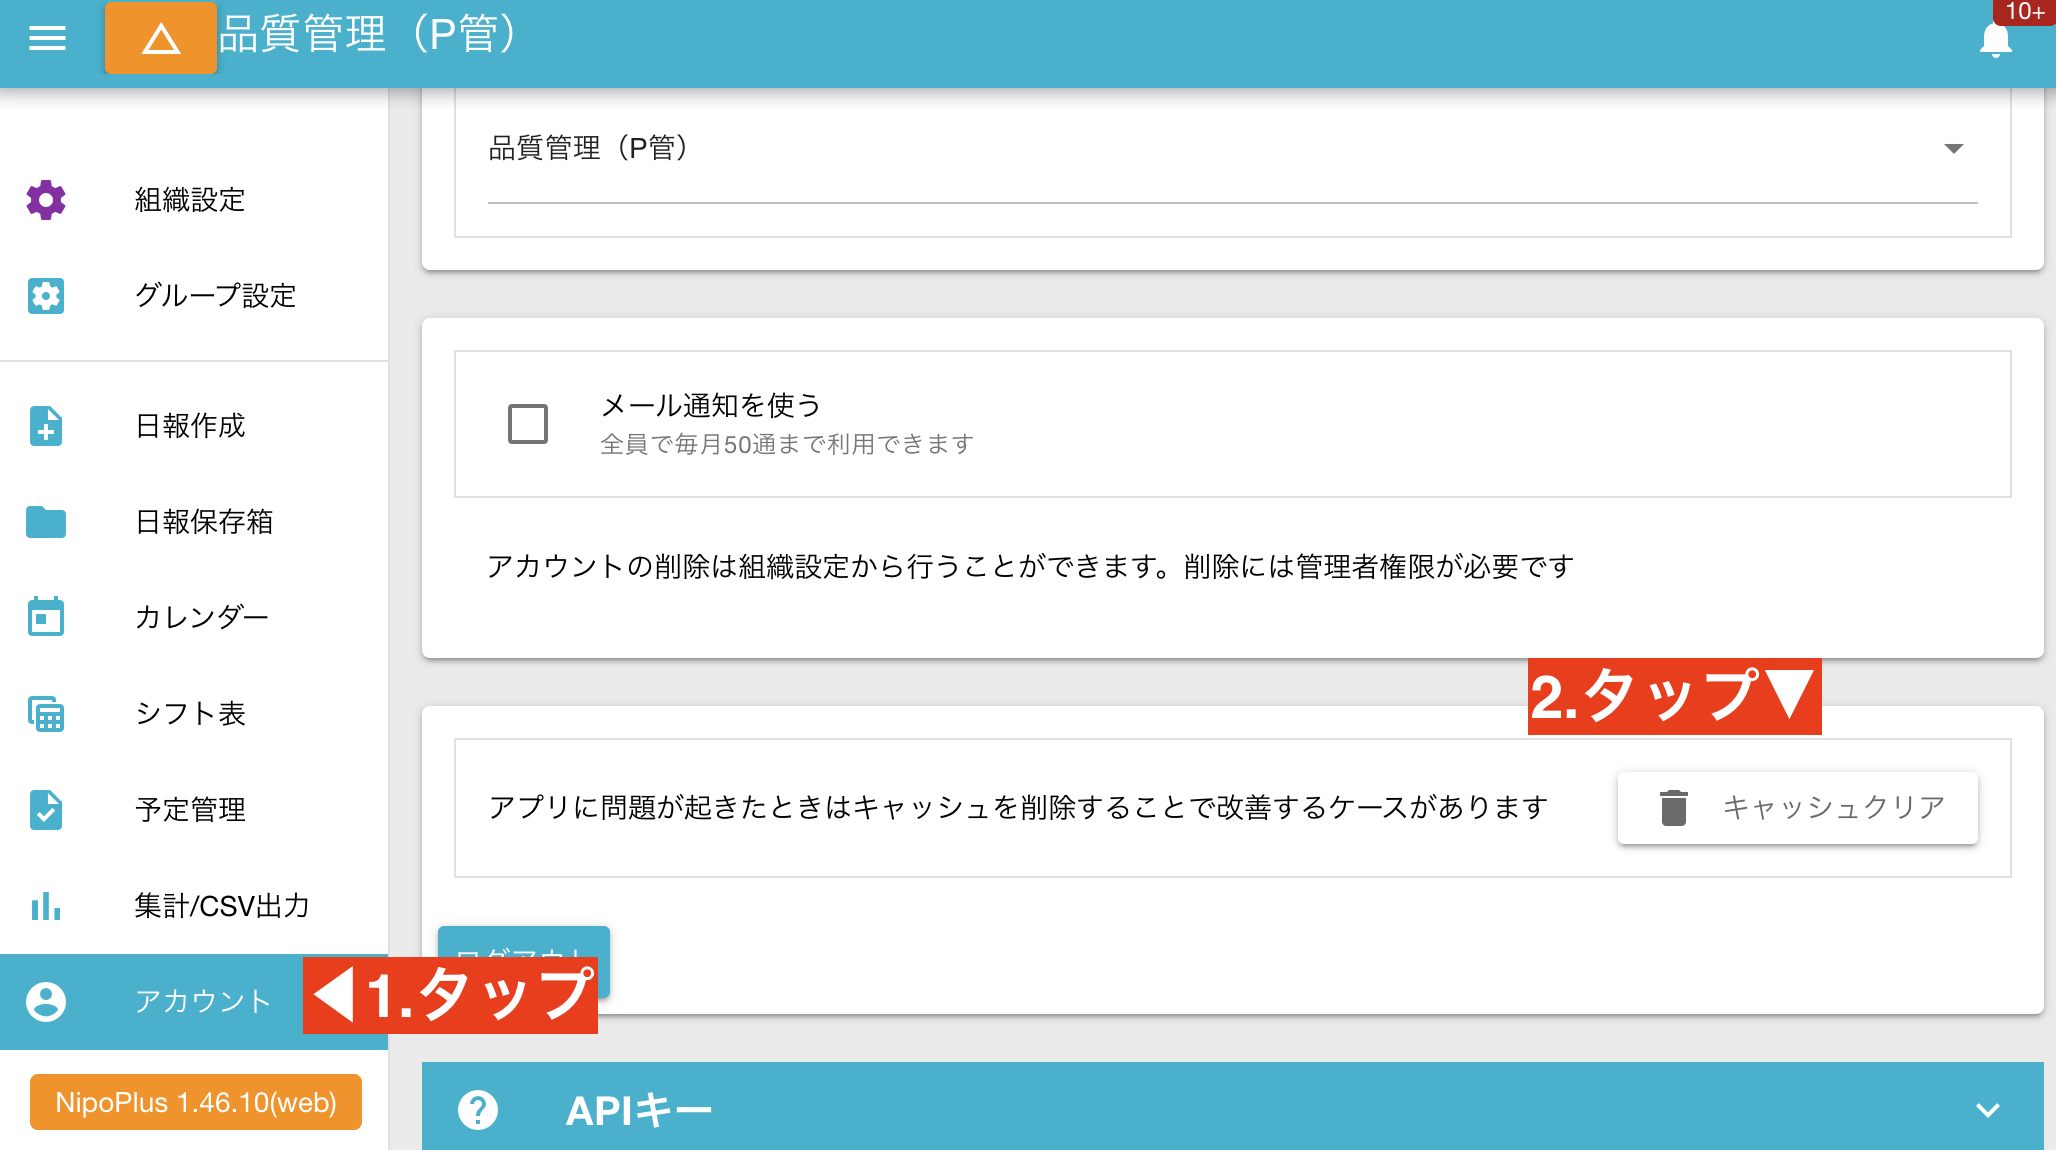 品質管理（P管）
10+
組織設定
グループ設定
日報作成
日報保存箱
カレンダー
シフト表
予定管理
集計/CSV出力
アカウント
◀1.タップ
NipoPlus 1.46.10(web)
品質管理（P管）
メール通知を使う
全員で毎月50通まで利用できます
アカウントの削除は組織設定から行うことができます。削除には管理者権限が必要です
2.タップ▼
アプリに問題が起きたときはキャッシュを削除することで改善するケースがあります
キャッシュクリア
ログアウト
APIキー